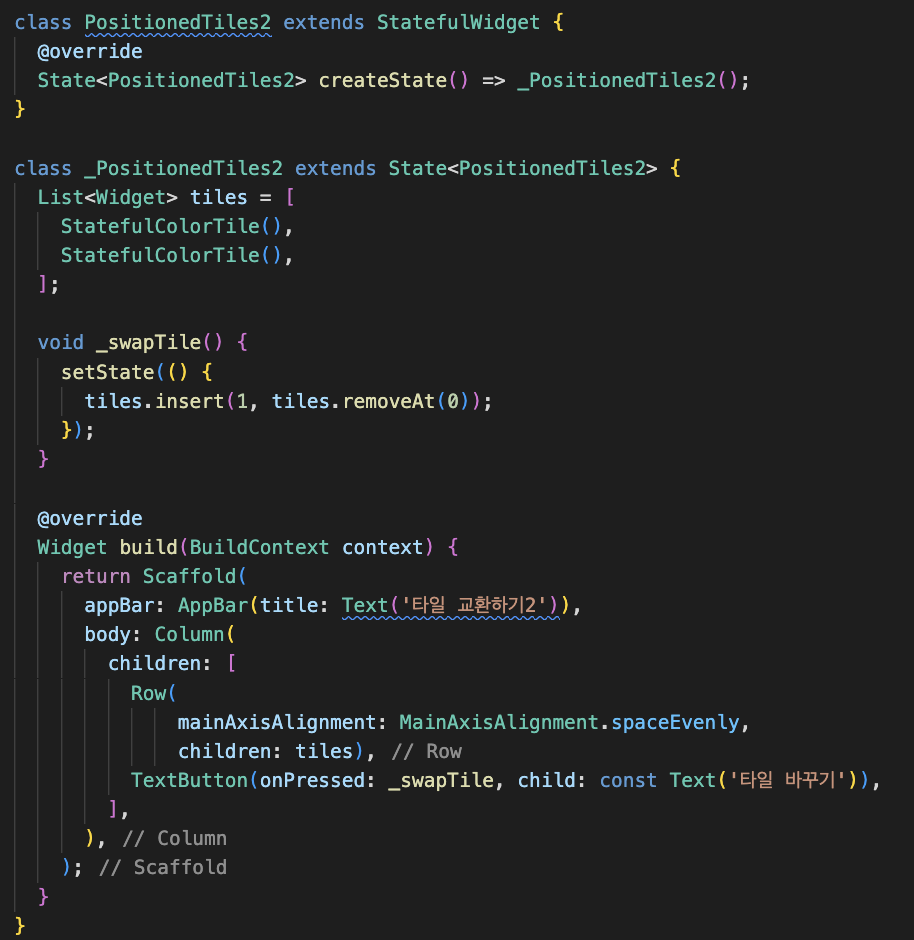 class PositionedTiles2 extends StatefulWidget {
  @override
  State<PositionedTiles2> createState() => _PositionedTiles2();
}

class _PositionedTiles2 extends State<PositionedTiles2> {
  List<Widget> tiles = [
    StatefulColorTile(),
    StatefulColorTile(),
  ];

  void _swapTile() {
    setState(() {
      tiles.insert(1, tiles.removeAt(0));
    });
  }

  @override
  Widget build(BuildContext context) {
    return Scaffold(
      appBar: AppBar(title: Text('타일 교환하기2')),
      body: Column(
        children: [
          Row(
              mainAxisAlignment: MainAxisAlignment.spaceEvenly,
              children: tiles), // Row
          TextButton(onPressed: _swapTile, child: const Text('타일 바꾸기')),
        ],
      ), // Column
    ); // Scaffold
  }
}